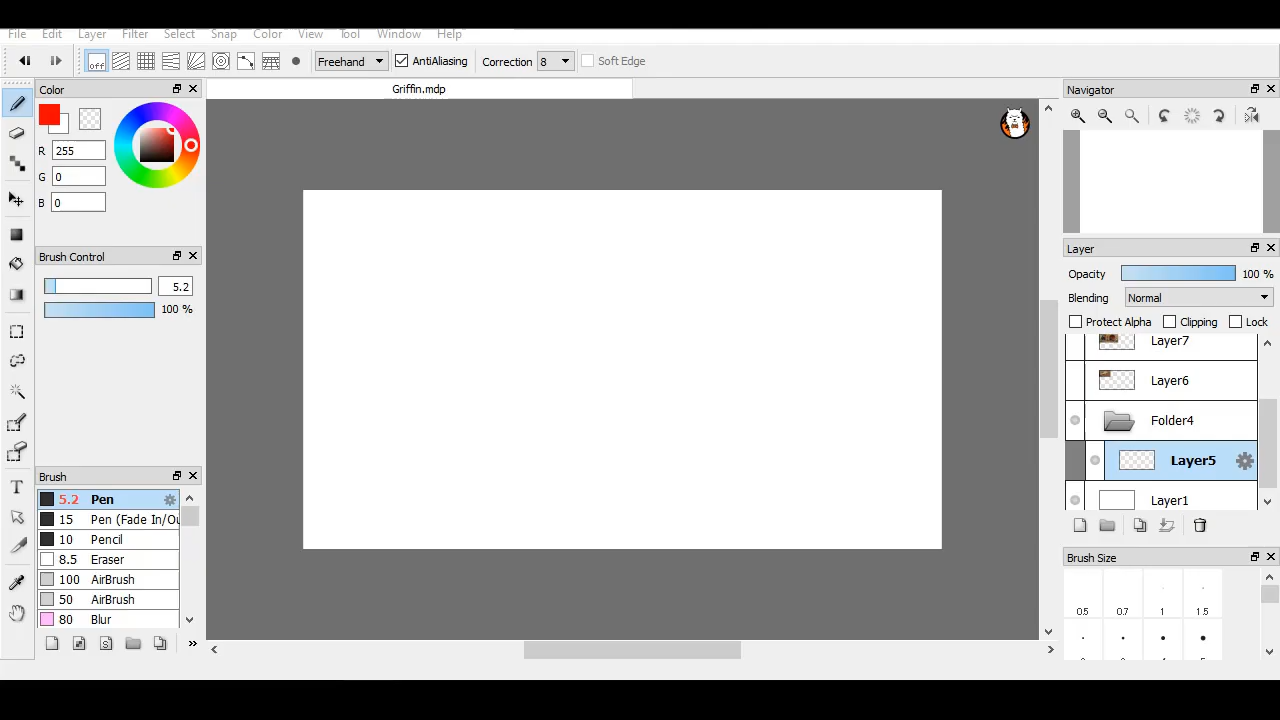 File Edit Layer Filter Select Snap Color View Tool Window Help
off Freehand AntiAliasing Correction 8 Soft Edge
Color
R 255
G 0
B 0
Brush Control
5.2
100 %
Brush
5.2 Pen
15 Pen (Fade In/Ou
10 Pencil
8.5 Eraser
100 AirBrush
50 AirBrush
80 Blur
Griffin.mdp
Navigator
Layer
Opacity 100 %
Blending Normal
Protect Alpha Clipping Lock
Layer7
Layer6
Folder4
Layer5
Layer1
Brush Size
0.5 0.7 1 1.5